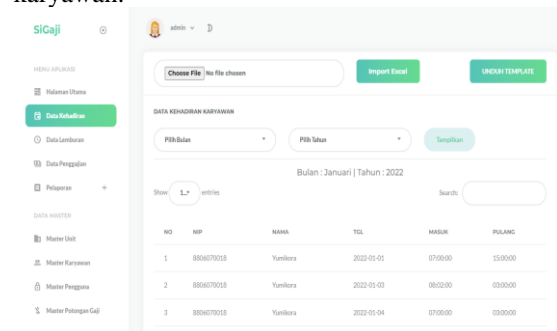 karyawan.
SiGaji
admin
MENU APLIKASI
Choose File No file chosen
Import Excel
UNDUH TEMPLATE
Halaman Utama
Data Kehadiran
Data Lemburan
Data Penggajian
Pelaporan +
DATA MASTER
Master Unit
Master Karyawan
Master Pengguna
Master Potongan Gaji
DATA KEHADIRAN KARYAWAN
Pilih Bulan
Pilih Tahun
Tampilkan
Bulan : Januari | Tahun : 2022
Show 1... entries
Search:
NO NIP NAMA TGL MASUK PULANG
1 8806070018 Yumikora 2022-01-01 07:00:00 15:00:00
2 8806070018 Yumikora 2022-01-03 08:02:00 03:00:00
3 8806070018 Yumikora 2022-01-04 07:00:00 03:00:00